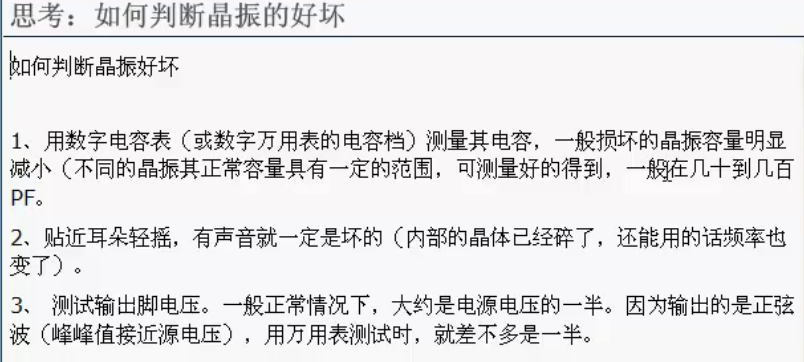 思考：如何判断晶振的好坏
如何判断晶振好坏
1、用数字电容表（或数字万用表的电容档）测量其电容，一般损坏的晶振容量明显
减小（不同的晶振其正常容量具有一定的范围，可测量好的得到，一般在几十到几百
PF。
2、贴近耳朵轻摇，有声音就一定是坏的（内部的晶体已经碎了，还能用的话频率也
变了）。
3、 测试输出脚电压。一般正常情况下，大约是电源电压的一半。因为输出的是正弦
波（峰峰值接近源电压），用万用表测试时，就差不多是一半。